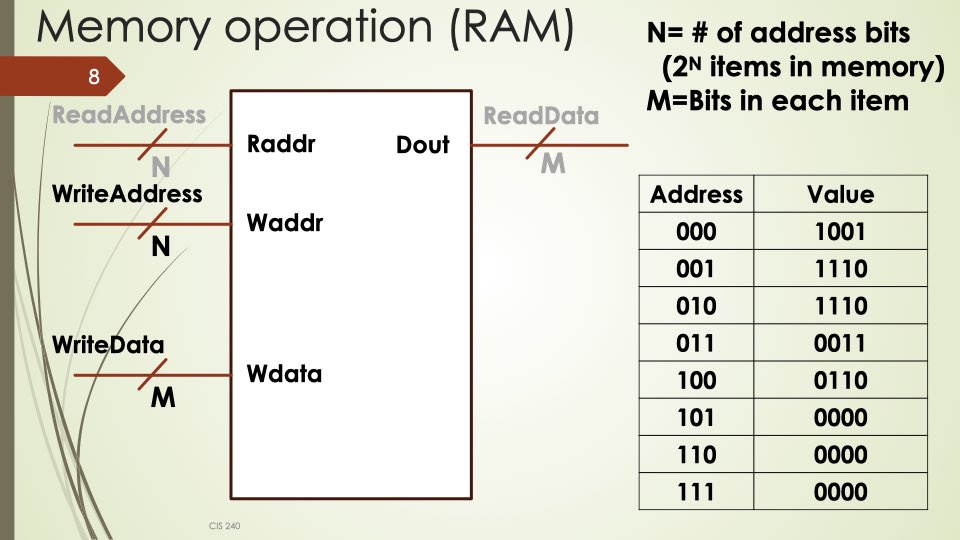 Memory operation (RAM)
8
N= # of address bits
(2ᴺ items in memory)
M=Bits in each item
ReadAddress
N
Raddr
Dout
ReadData
M
WriteAddress
N
Waddr
WriteData
M
Wdata
Address Value
000 1001
001 1110
010 1110
011 0011
100 0110
101 0000
110 0000
111 0000
CIS 240